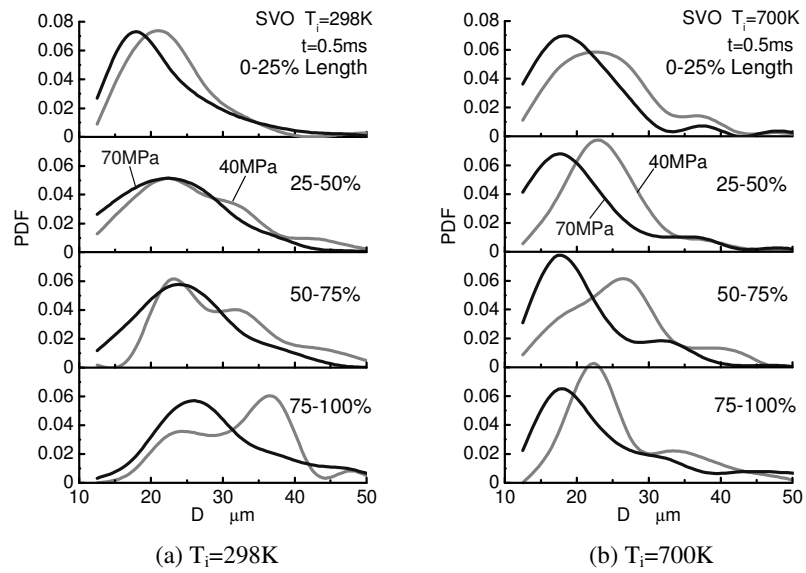 SVO T_i=298K
t=0.5ms
0-25% Length
0.08
0.06
0.04
0.02
0
70MPa
40MPa
25-50%
0.06
0.04
0.02
0
50-75%
0.06
0.04
0.02
0
75-100%
0.06
0.04
0.02
0
PDF
10 20 30 40 50
D μm
(a) T_i=298K
SVO T_i=700K
t=0.5ms
0-25% Length
0.08
0.06
0.04
0.02
0
40MPa
25-50%
70MPa
0.06
0.04
0.02
0
50-75%
0.06
0.04
0.02
0
75-100%
0.06
0.04
0.02
0
PDF
10 20 30 40 50
D μm
(b) T_i=700K